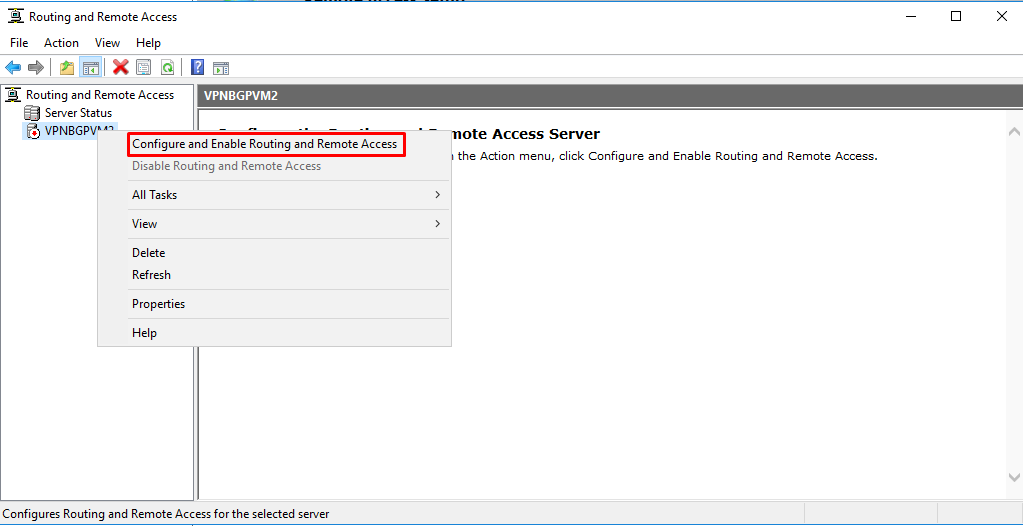 Routing and Remote Access
File Action View Help
Routing and Remote Access
Server Status
VPNBGPVM2
VPNBGPVM2
Remote Access Server
the Action menu, click Configure and Enable Routing and Remote Access.
Configure and Enable Routing and Remote Access
Disable Routing and Remote Access
All Tasks
View
Delete
Refresh
Properties
Help
Configures Routing and Remote Access for the selected server